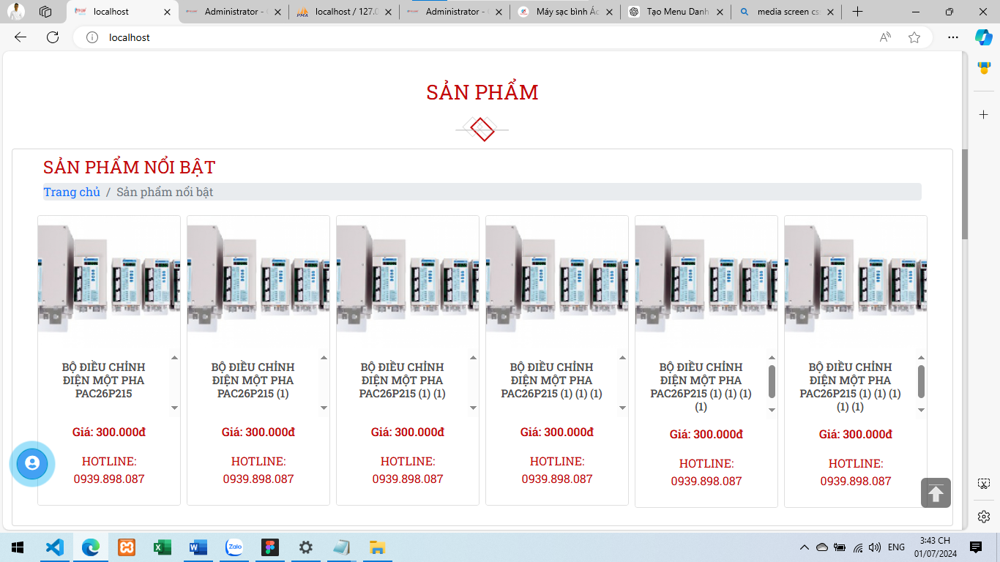 localhost
Administrator - 
localhost / 127.0
Administrator - 
Máy sạc bình Ắc
Tạo Menu Danh
media screen css
localhost
SẢN PHẨM
SẢN PHẨM NỔI BẬT
Trang chủ / Sản phẩm nổi bật
BỘ ĐIỀU CHỈNH
ĐIỆN MỘT PHA
PAC26P215
Giá: 300.000đ
HOTLINE:
0939.898.087
BỘ ĐIỀU CHỈNH
ĐIỆN MỘT PHA
PAC26P215 (1)
Giá: 300.000đ
HOTLINE:
0939.898.087
BỘ ĐIỀU CHỈNH
ĐIỆN MỘT PHA
PAC26P215 (1) (1)
Giá: 300.000đ
HOTLINE:
0939.898.087
BỘ ĐIỀU CHỈNH
ĐIỆN MỘT PHA
PAC26P215 (1) (1) (1)
Giá: 300.000đ
HOTLINE:
0939.898.087
BỘ ĐIỀU CHỈNH
ĐIỆN MỘT PHA
PAC26P215 (1) (1) (1)
(1)
Giá: 300.000đ
HOTLINE:
0939.898.087
BỘ ĐIỀU CHỈNH
ĐIỆN MỘT PHA
PAC26P215 (1) (1) (1)
(1) (1)
Giá: 300.000đ
HOTLINE:
0939.898.087
Zalo
ENG
3:43 CH
01/07/2024